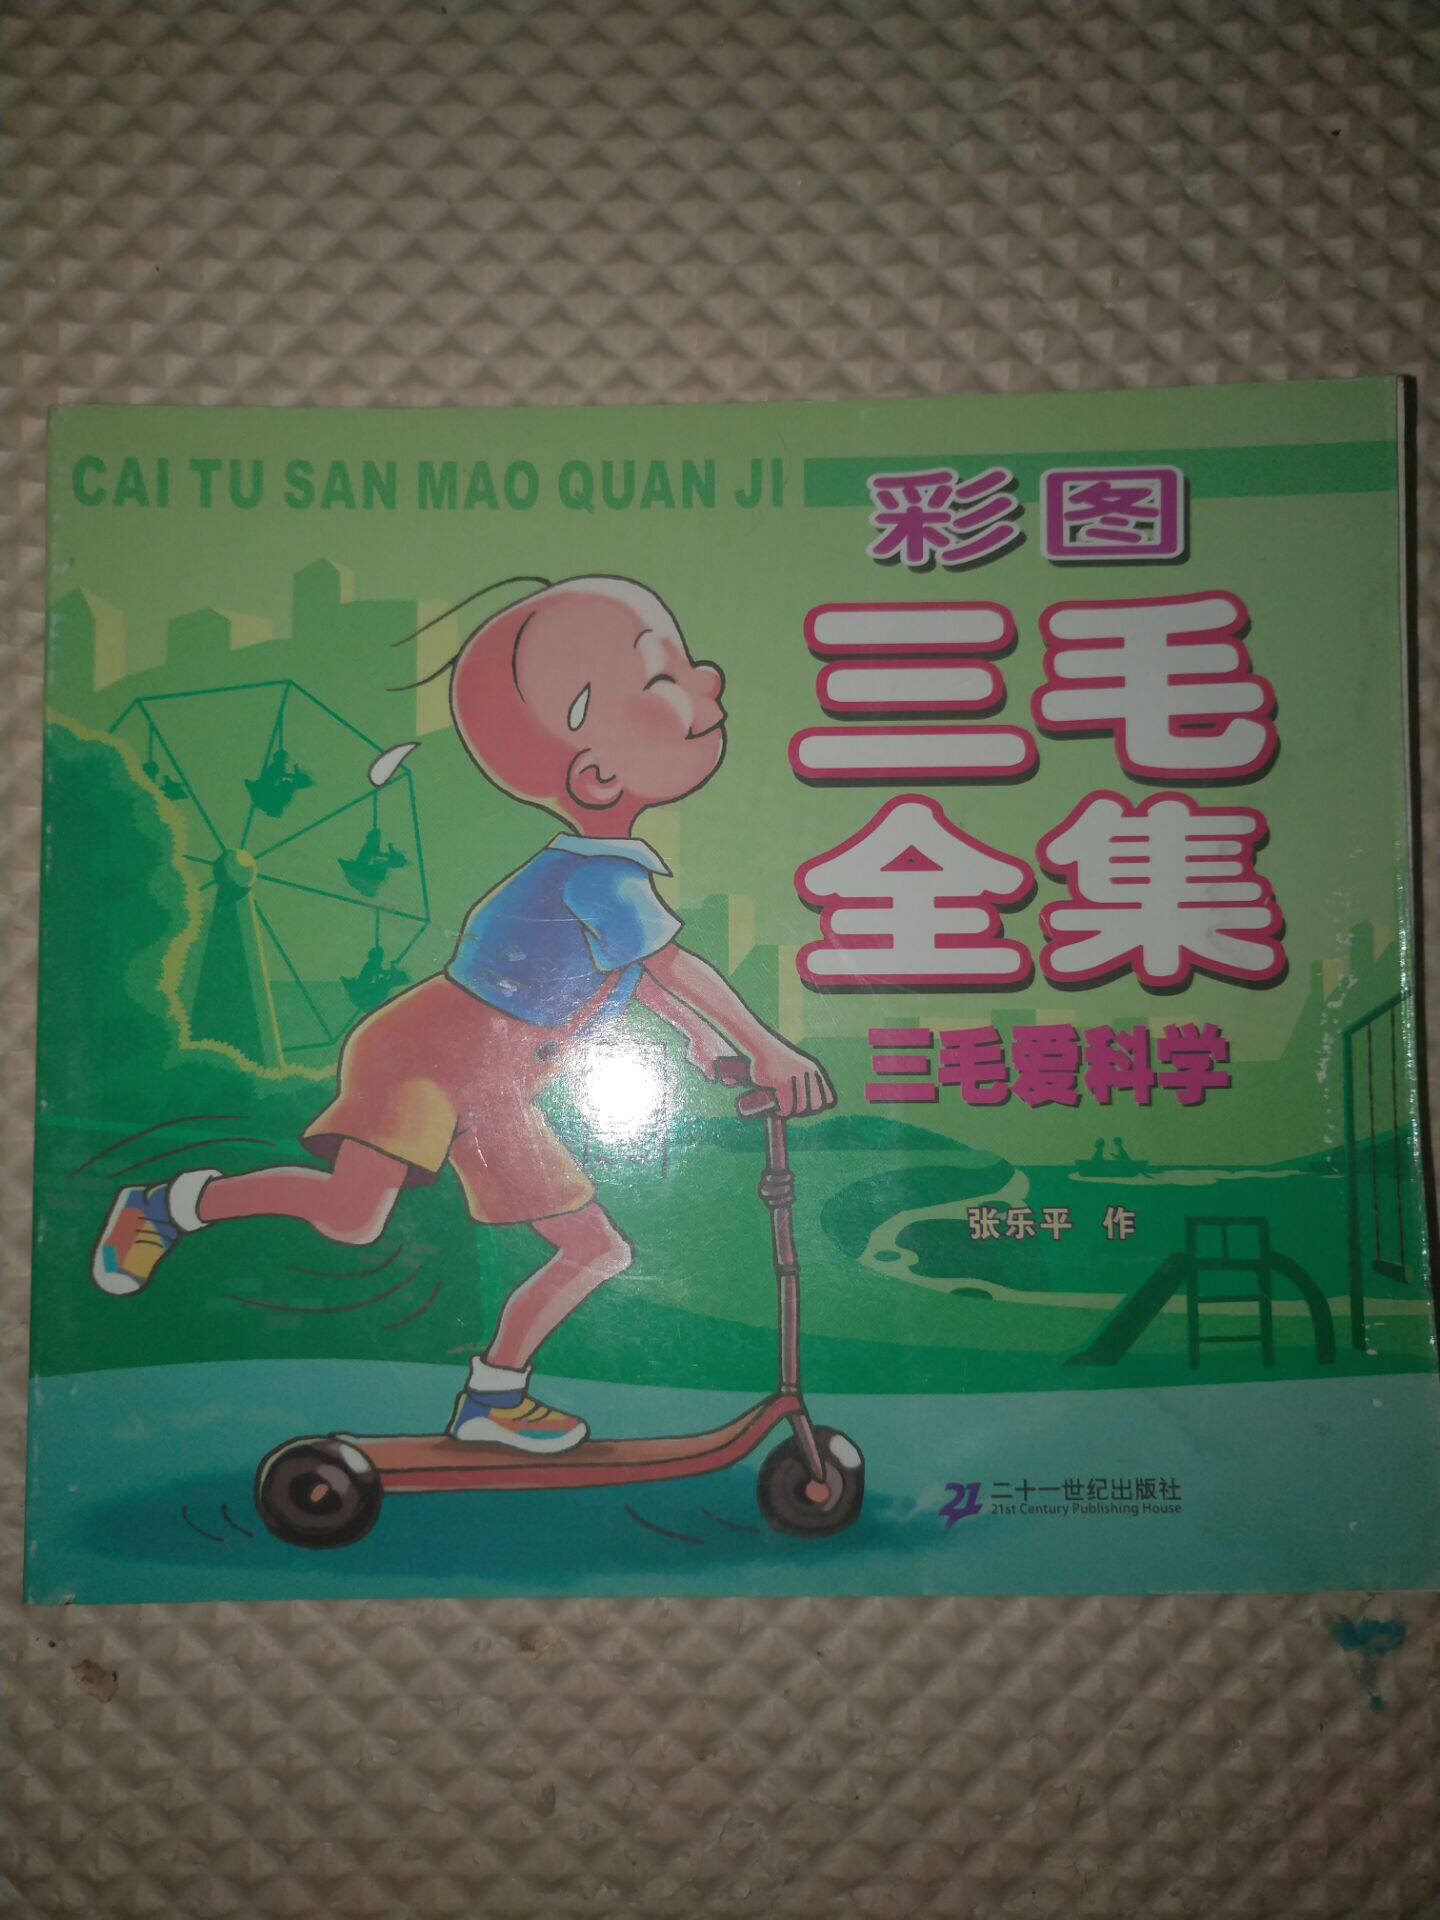 CAI TU SAN MAO QUAN JI
彩图
三毛
全集
三毛爱科学
张乐平 作
21 二十一世纪出版社
21st Century Publishing House